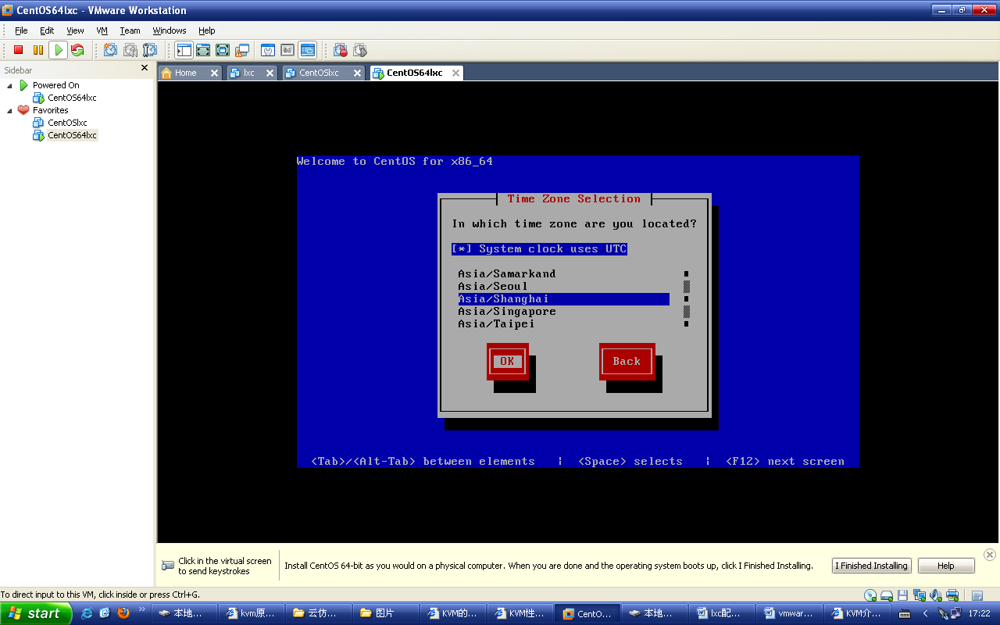 CentOS64lxc - VMware Workstation
File Edit View VM Team Windows Help
Sidebar
Home lxc CentOSlxc CentOS64lxc
Powered On
CentOS64lxc
Favorites
CentOSlxc
CentOS64lxc
Welcome to CentOS for x86_64
Time Zone Selection
In which time zone are you located?
[*] System clock uses UTC
Asia/Samarkand
Asia/Seoul
Asia/Shanghai
Asia/Singapore
Asia/Taipei
OK Back
<Tab>/<Alt-Tab> between elements | <Space> selects | <F12> next screen
Click in the virtual screen
to send keystrokes
Install CentOS 64-bit as you would on a physical computer. When you are done and the operating system boots up, click I Finished Installing.
I Finished Installing Help
To direct input to this VM, click inside or press Ctrl+G.
start 本地... kvm原... 云仿... 图片 KVM的... KVM性... CentO... 本地... lxc配... vmwar... KVM介... 17:22